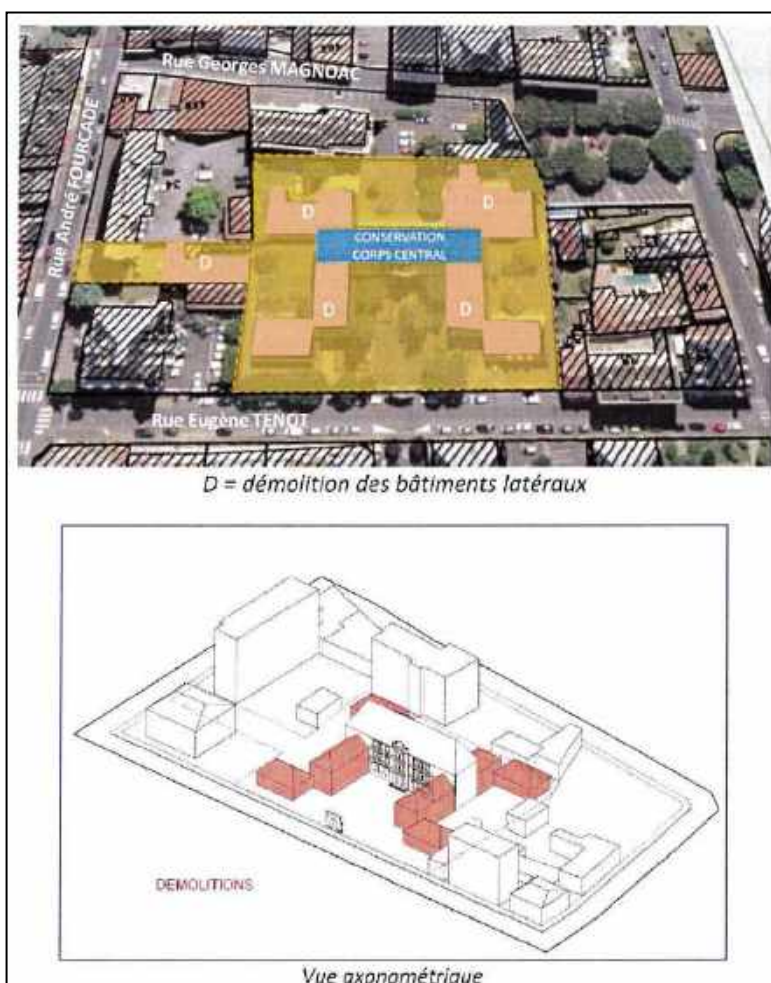 Rue Georges MAGNOAC
Rue André FOURCADE
D
D
CONSERVATION
CORPS CENTRAL
D
D
D
Rue Eugène TENOT
D = démolition des bâtiments latéraux
DEMOLITIONS
Vue axonométrique